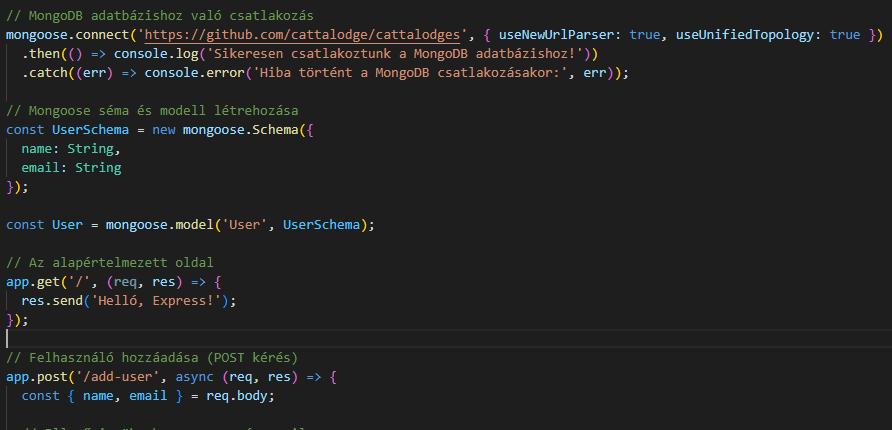 // MongoDB adatbázishoz való csatlakozás
mongoose.connect('https://github.com/cattalodge/cattalodges', { useNewUrlParser: true, useUnifiedTopology: true })
  .then(() => console.log('Sikeresen csatlakoztunk a MongoDB adatbázishoz!'))
  .catch((err) => console.error('Hiba történt a MongoDB csatlakozásakor:', err));
// Mongoose séma és modell létrehozása
const UserSchema = new mongoose.Schema({
  name: String,
  email: String
});
const User = mongoose.model('User', UserSchema);
// Az alapértelmezett oldal
app.get('/', (req, res) => {
  res.send('Helló, Express!');
});
// Felhasználó hozzáadása (POST kérés)
app.post('/add-user', async (req, res) => {
  const { name, email } = req.body;